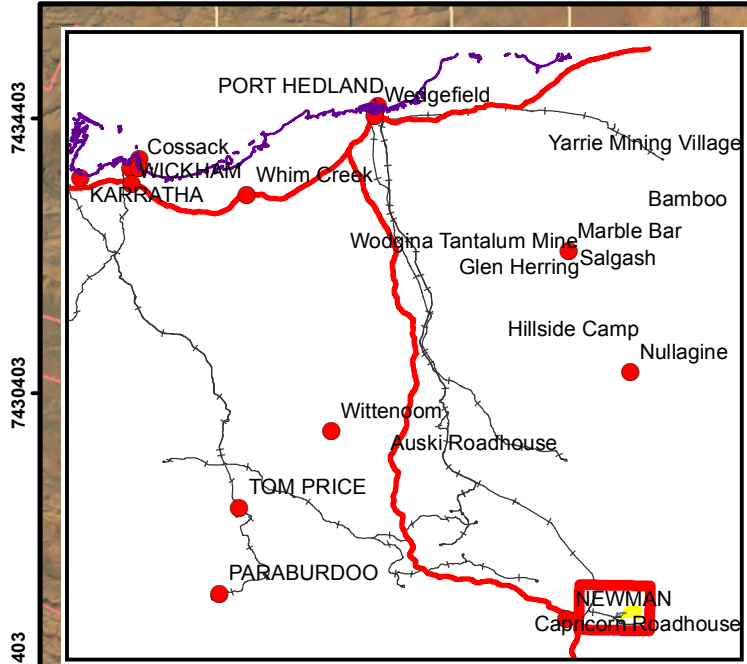 PORT HEDLAND
Wedgefield
7434403
Cossack
Yarrie Mining Village
WICKHAM
Whim Creek
KARRATHA
Bamboo
Marble Bar
Wodgina Tantalum Mine
Salgash
Glen Herring
Hillside Camp
Nullagine
7430403
Wittenoom
Auski Roadhouse
TOM PRICE
PARABURDOO
NEWMAN
Capricorn Roadhouse
403